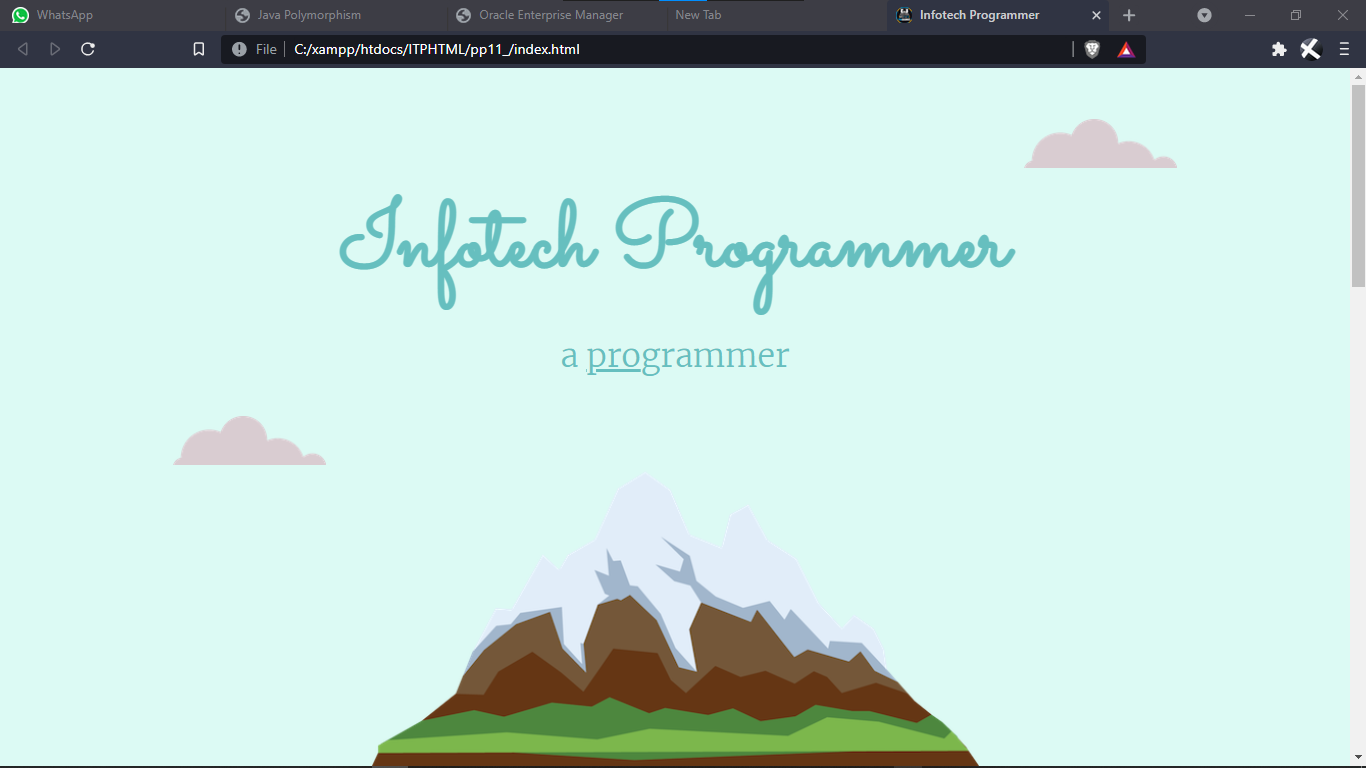 WhatsApp
Java Polymorphism
Oracle Enterprise Manager
New Tab
Infotech Programmer
File
C:/xampp/htdocs/ITPHTML/pp11_/index.html
Infotech Programmer
a programmer